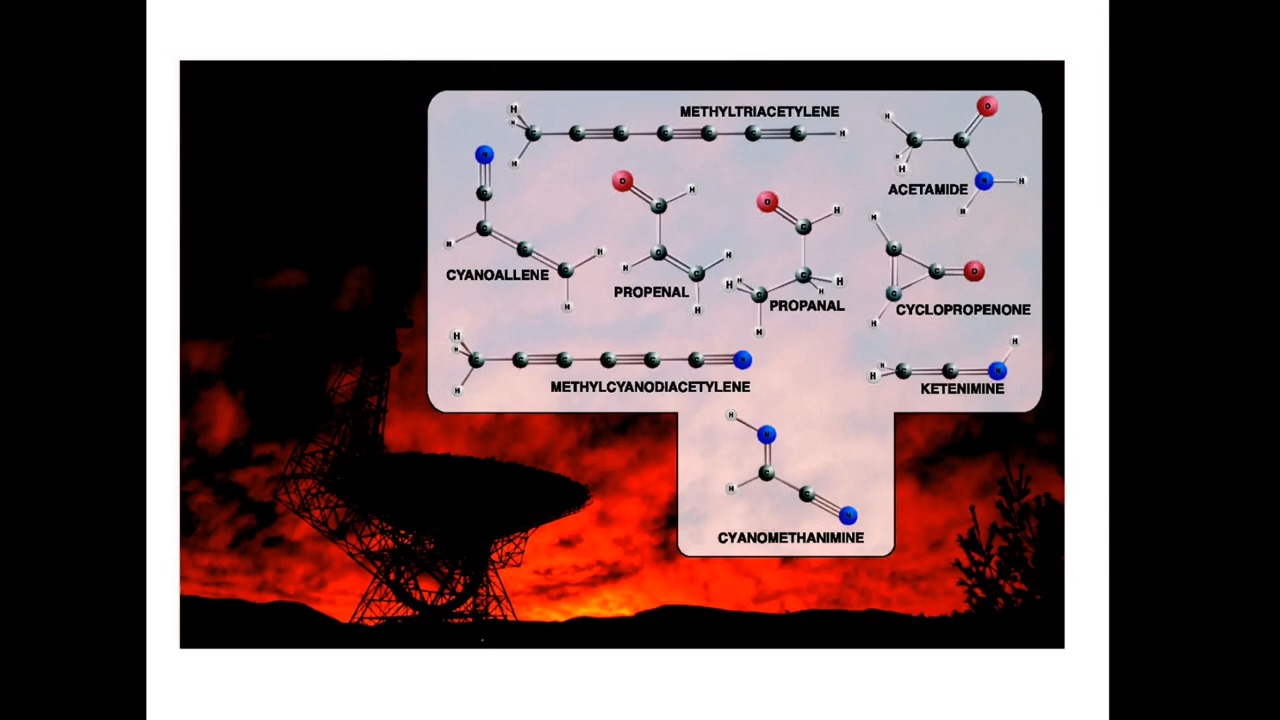 METHYLTRIACETYLENE
ACETAMIDE
CYANOALLENE
PROPENAL
PROPANAL
CYCLOPROPENONE
METHYLCYANODIACETYLENE
KETENIMINE
CYANOMETHANIMINE